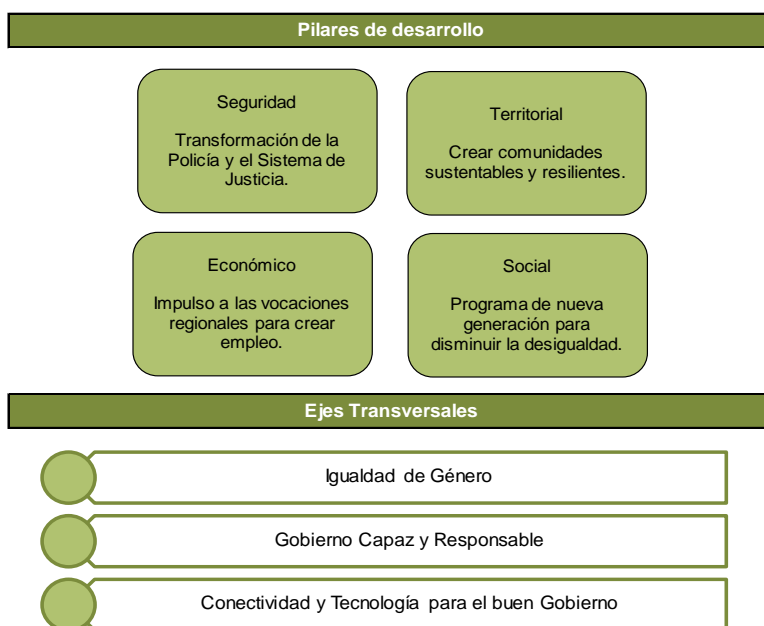 Pilares de desarrollo
Seguridad
Transformación de la
Policía y el Sistema de
Justicia.
Territorial
Crear comunidades
sustentables y resilientes.
Económico
Impulso a las vocaciones
regionales para crear
empleo.
Social
Programa de nueva
generación para
disminuir la desigualdad.
Ejes Transversales
Igualdad de Género
Gobierno Capaz y Responsable
Conectividad y Tecnología para el buen Gobierno